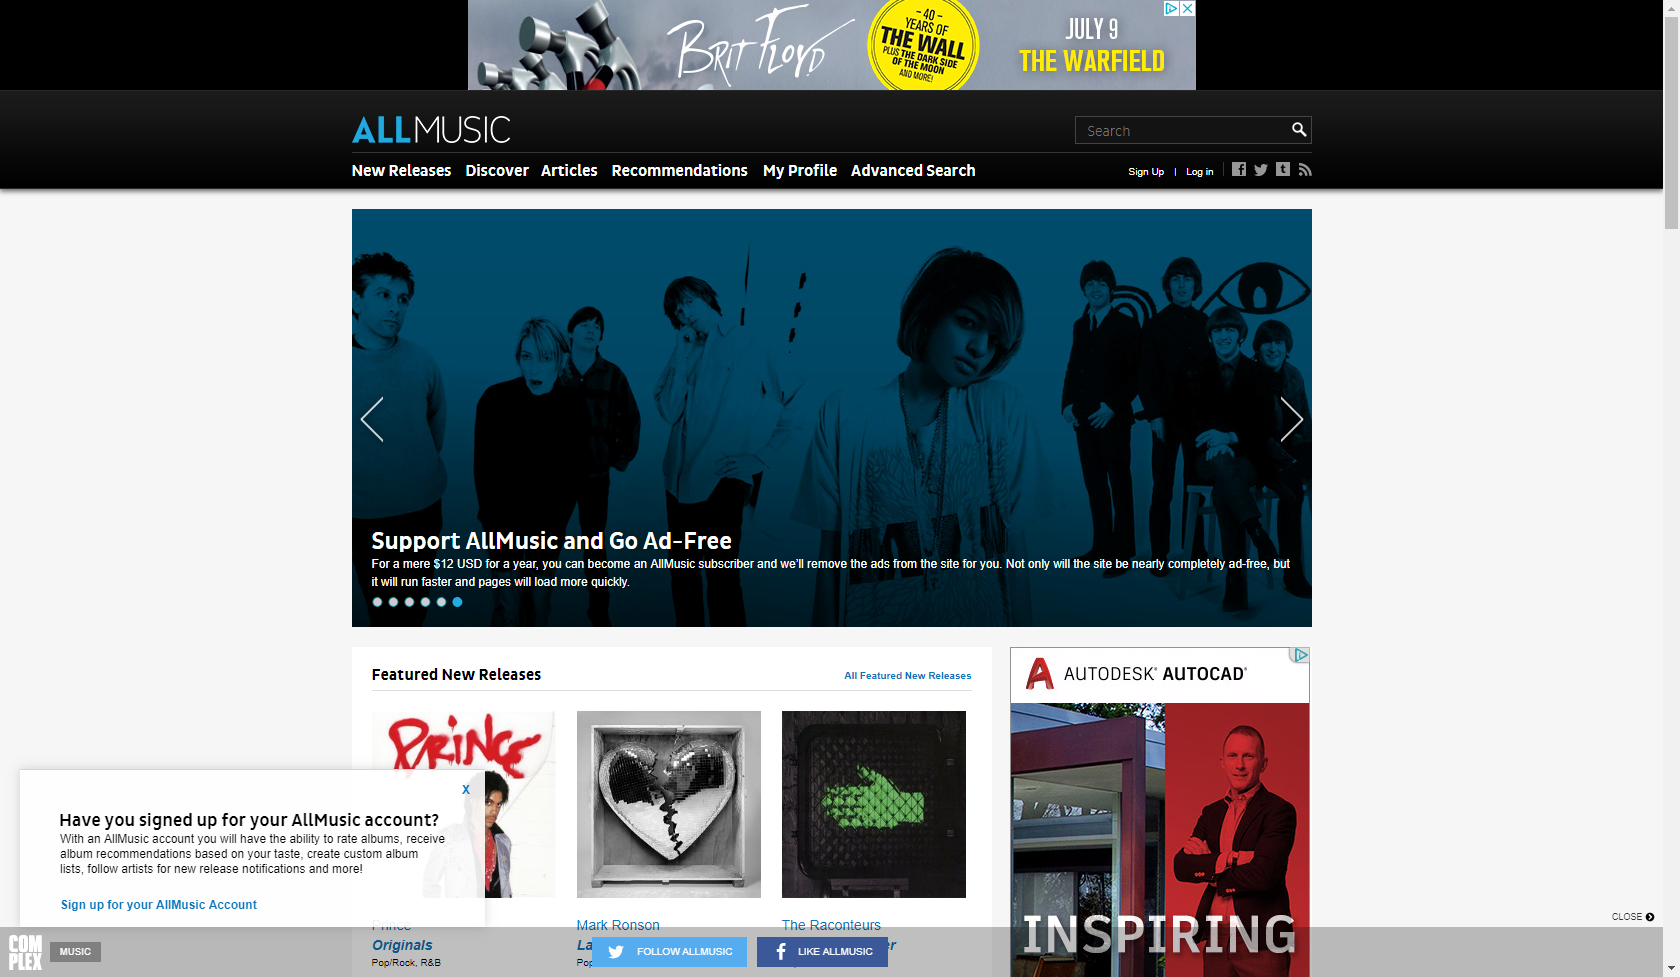 BRIT FLOYD
- 40 -
YEARS OF
THE WALL
PLUS THE DARK SIDE
OF THE MOON
AND MORE!
JULY 9
THE WARFIELD
ALLMUSIC
Search
New Releases Discover Articles Recommendations My Profile Advanced Search
Sign Up | Log in
Support AllMusic and Go Ad-Free
For a mere $12 USD for a year, you can become an AllMusic subscriber and we'll remove the ads from the site for you. Not only will the site be nearly completely ad-free, but
it will run faster and pages will load more quickly.
Featured New Releases
All Featured New Releases
AUTODESK® AUTOCAD®
PRINCE
X
Have you signed up for your AllMusic account?
With an AllMusic account you will have the ability to rate albums, receive
album recommendations based on your taste, create custom album
lists, follow artists for new release notifications and more!
Sign up for your AllMusic Account
Prince
Originals
Pop/Rock, R&B
Mark Ronson
La
Pop
The Raconteurs
er
INSPIRING
CLOSE
COM
PLEX
MUSIC
FOLLOW ALLMUSIC
LIKE ALLMUSIC